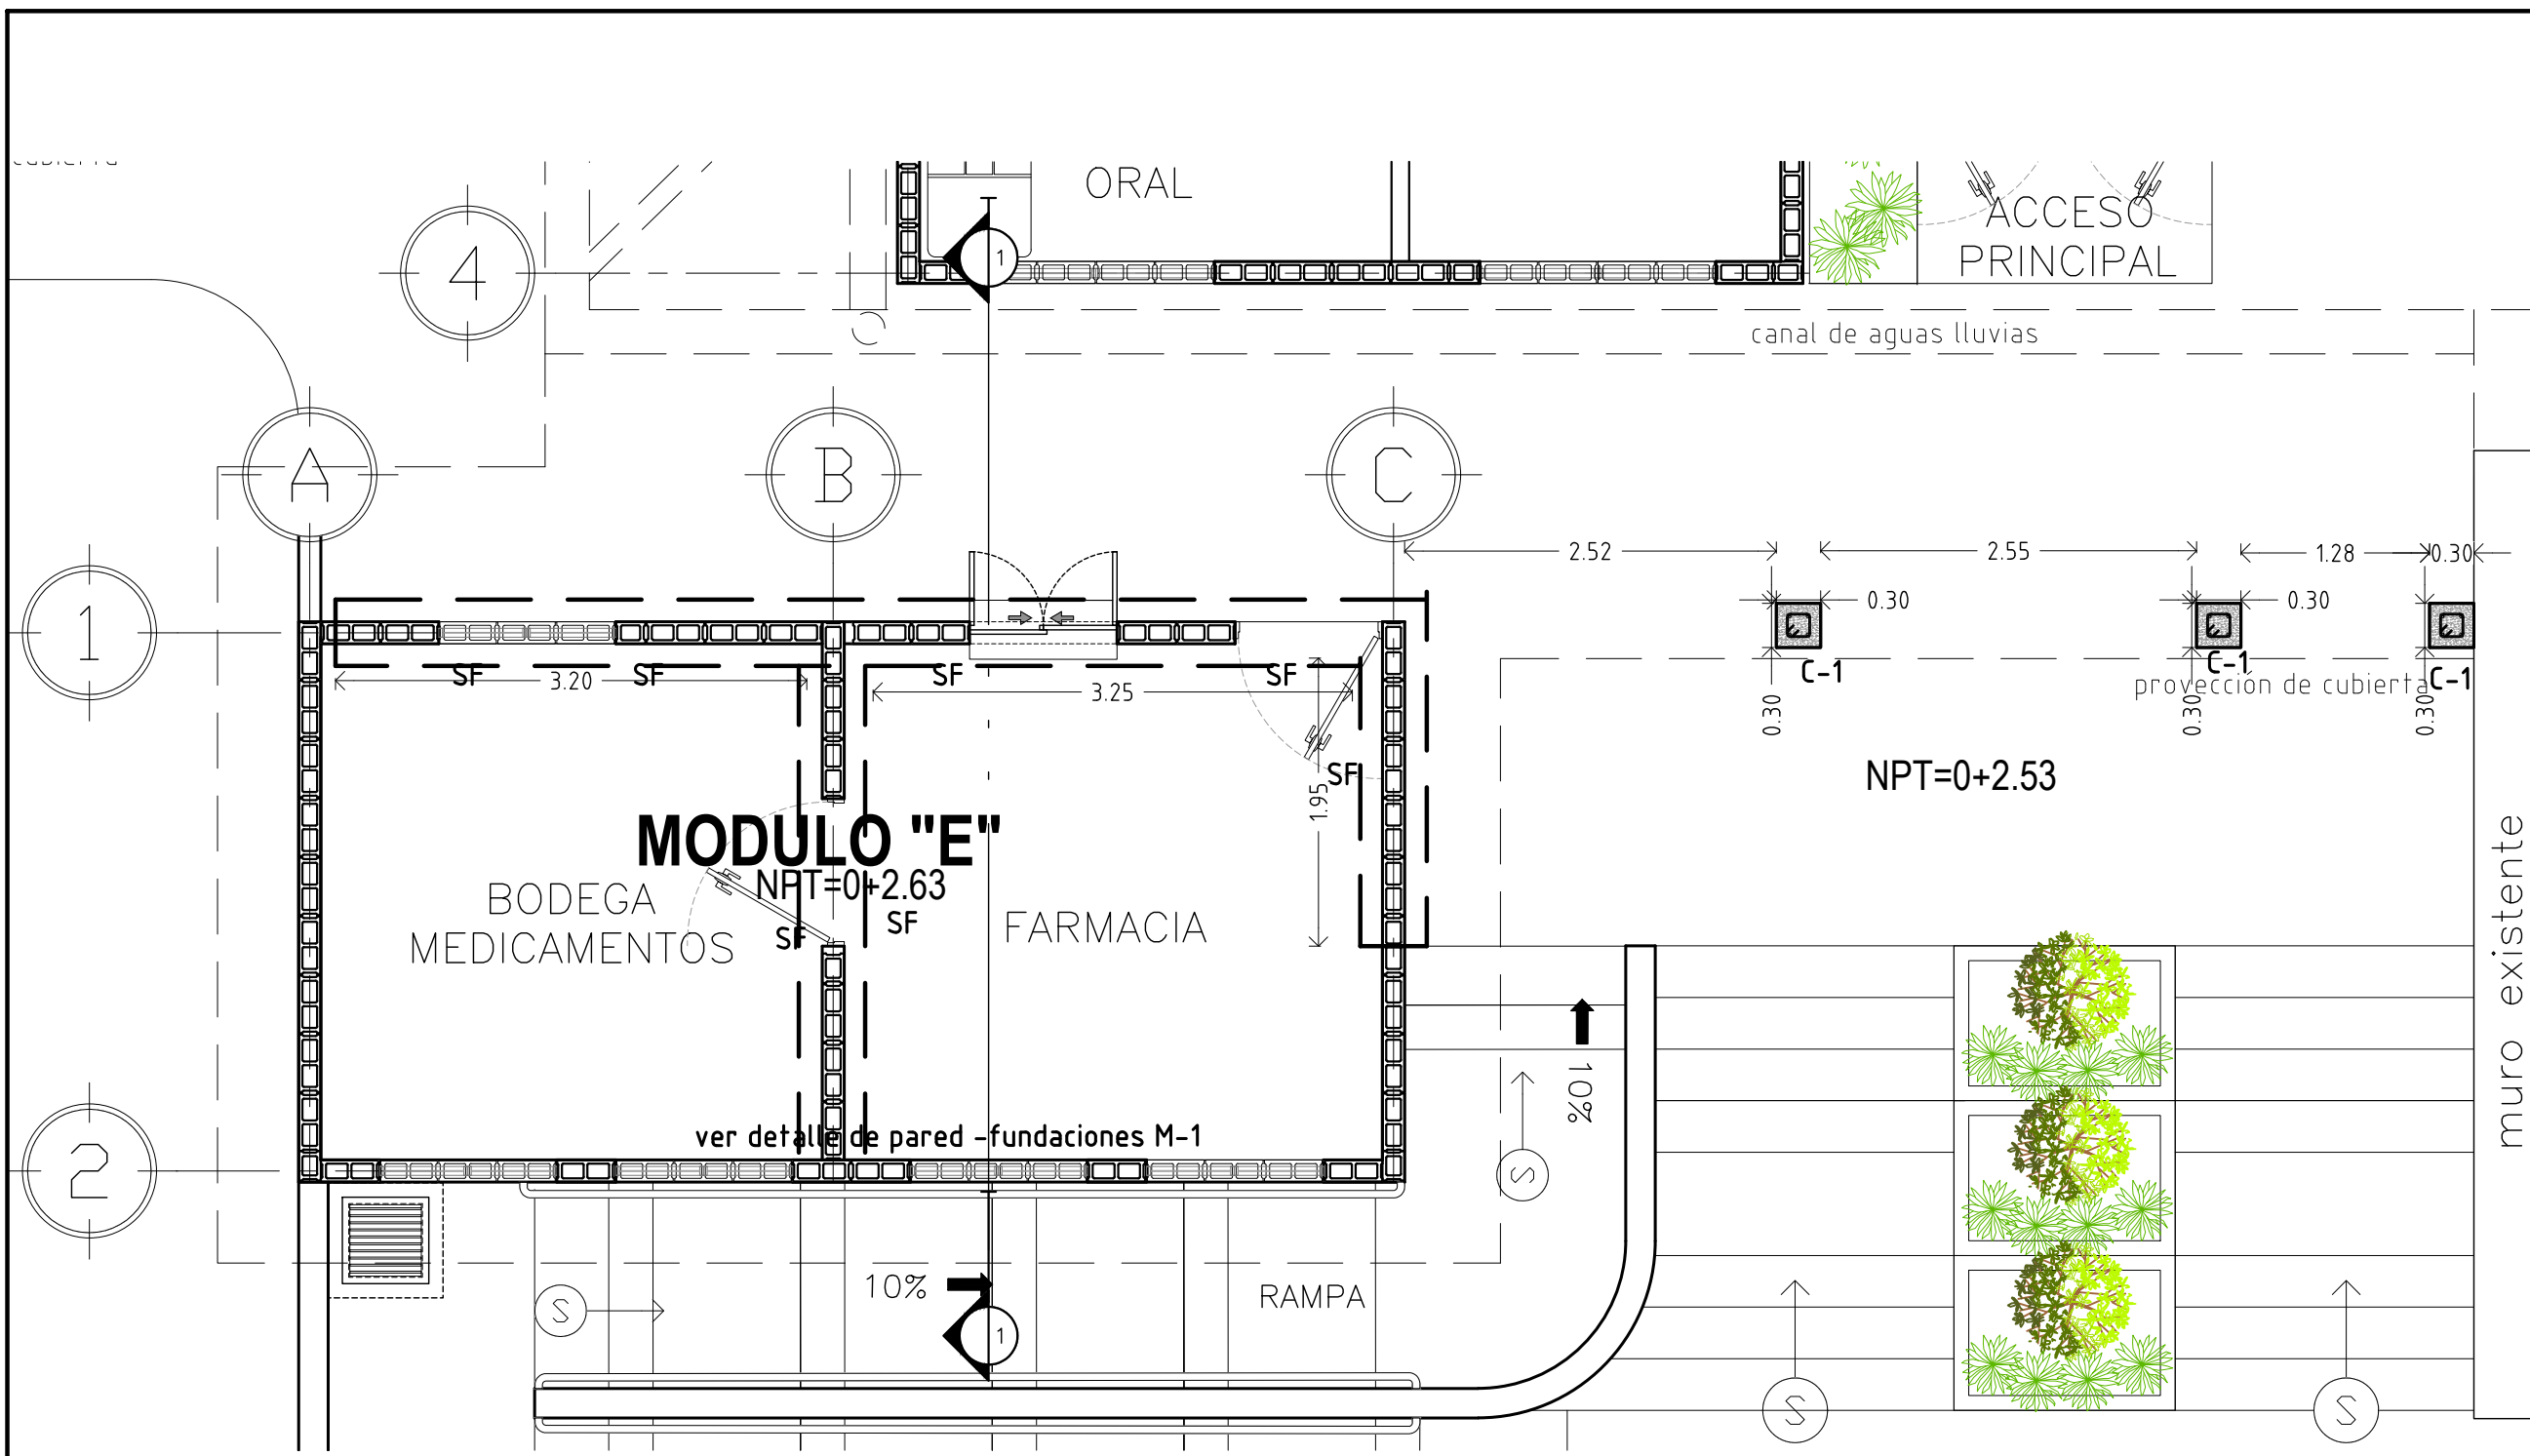 ORAL
ACCESO
PRINCIPAL
1
4
canal de aguas lluvias
A
B
C
2.52
2.55
1.28
0.30
0.30
0.30
1
SF
3.20
SF
SF
3.25
SF
C-1
C-1
C-1
proyección de cubierta
0.30
0.30
0.30
SF
1.95
NPT=0+2.53
MODULO "E"
NPT=0+2.63
BODEGA
MEDICAMENTOS
SF
SF
FARMACIA
muro existente
10%
ver detalle de pared -fundaciones M-1
2
S
10%
RAMPA
S
1
S
S